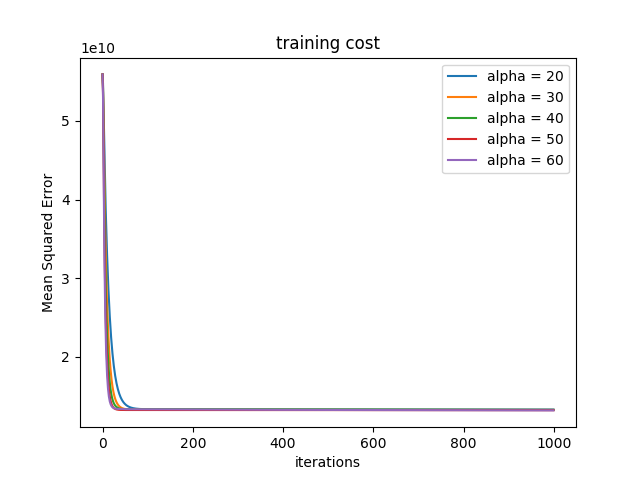 training cost
1e10
5
4
3
2
Mean Squared Error
0 200 400 600 800 1000
iterations
alpha = 20
alpha = 30
alpha = 40
alpha = 50
alpha = 60